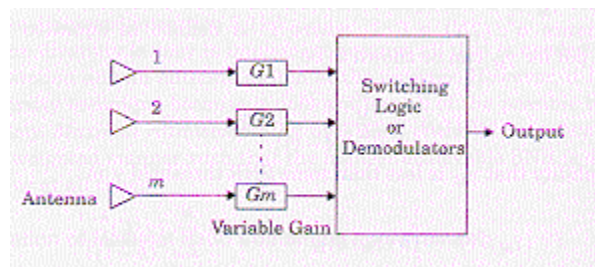 1
G1
2
G2
m
Gm
Antenna
Variable Gain
Switching
Logic
or
Demodulators
Output